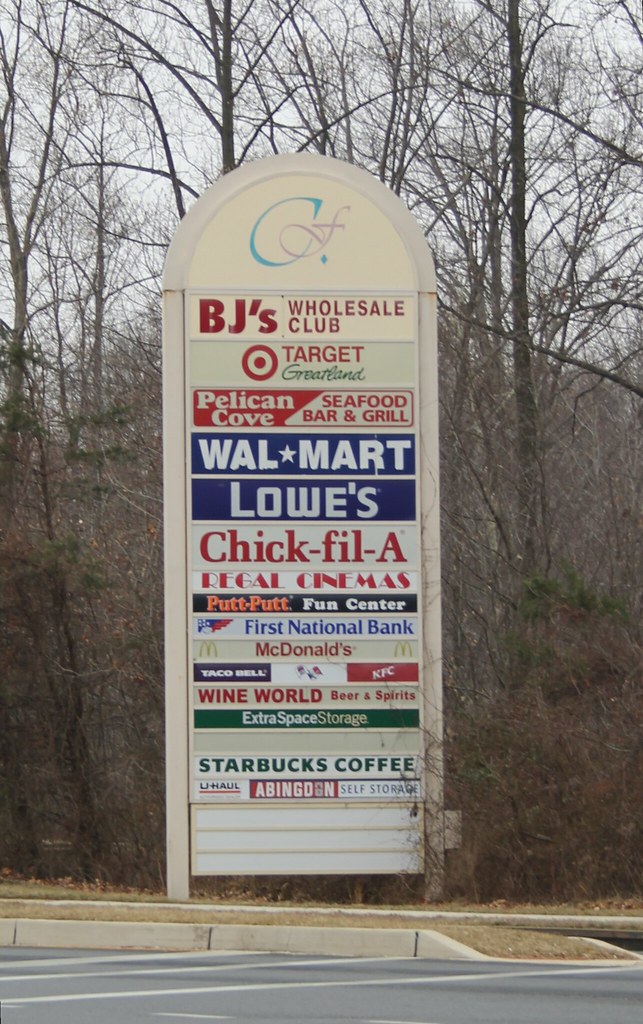 Cf
BJ's WHOLESALE CLUB
TARGET
Greatland
Pelican Cove SEAFOOD BAR & GRILL
WAL★MART
LOWE'S
Chick-fil-A
REGAL CINEMAS
Putt-Putt Fun Center
First National Bank
McDonald's
TACO BELL KFC
WINE WORLD Beer & Spirits
ExtraSpaceStorage
STARBUCKS COFFEE
U-HAUL ABINGDON SELF STORAGE